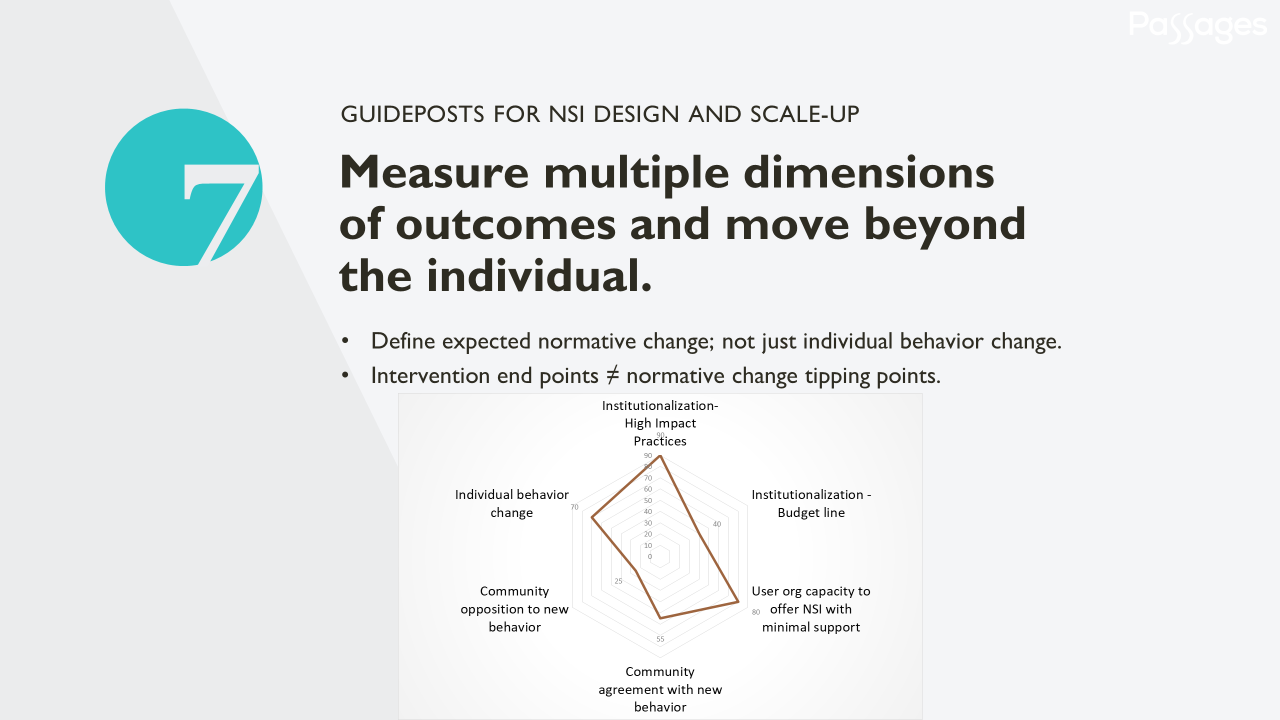 Passages
7
GUIDEPOSTS FOR NSI DESIGN AND SCALE-UP
Measure multiple dimensions
of outcomes and move beyond
the individual.
• Define expected normative change; not just individual behavior change.
• Intervention end points ≠ normative change tipping points.
Institutionalization-
High Impact
Practices
90
90
80
70
60
50
40
30
20
10
0
Institutionalization -
Budget line
40
User org capacity to
offer NSI with
minimal support
80
Community
agreement with new
behavior
55
Community
opposition to new
behavior
25
Individual behavior
change
70